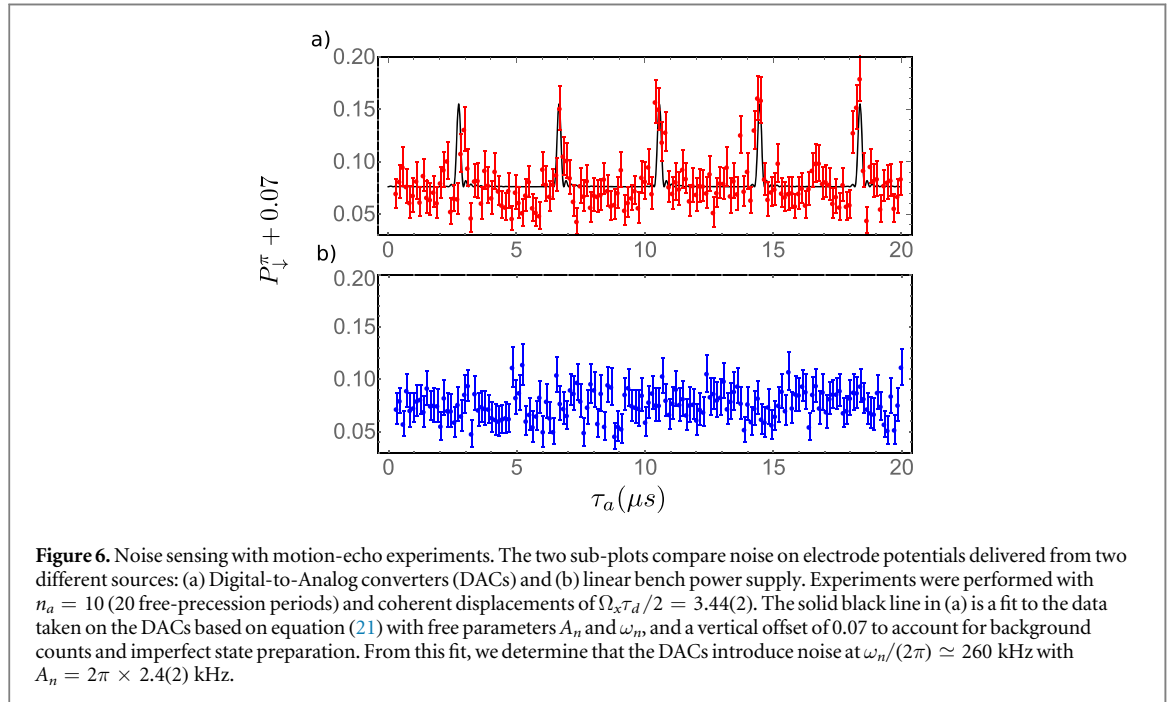 a)
0.20
0.15
0.10
0.05
0 5 10 15 20
b)
0.20
0.15
0.10
0.05
0 5 10 15 20
P↓^π + 0.07
τ_a(μs)
Figure 6. Noise sensing with motion-echo experiments. The two sub-plots compare noise on electrode potentials delivered from two
different sources: (a) Digital-to-Analog converters (DACs) and (b) linear bench power supply. Experiments were performed with
n_a = 10 (20 free-precession periods) and coherent displacements of Ω_xτ_d/2 = 3.44(2). The solid black line in (a) is a fit to the data
taken on the DACs based on equation (21) with free parameters A_n and ω_n, and a vertical offset of 0.07 to account for background
counts and imperfect state preparation. From this fit, we determine that the DACs introduce noise at ω_n/(2π) ≃ 260 kHz with
A_n = 2π × 2.4(2) kHz.